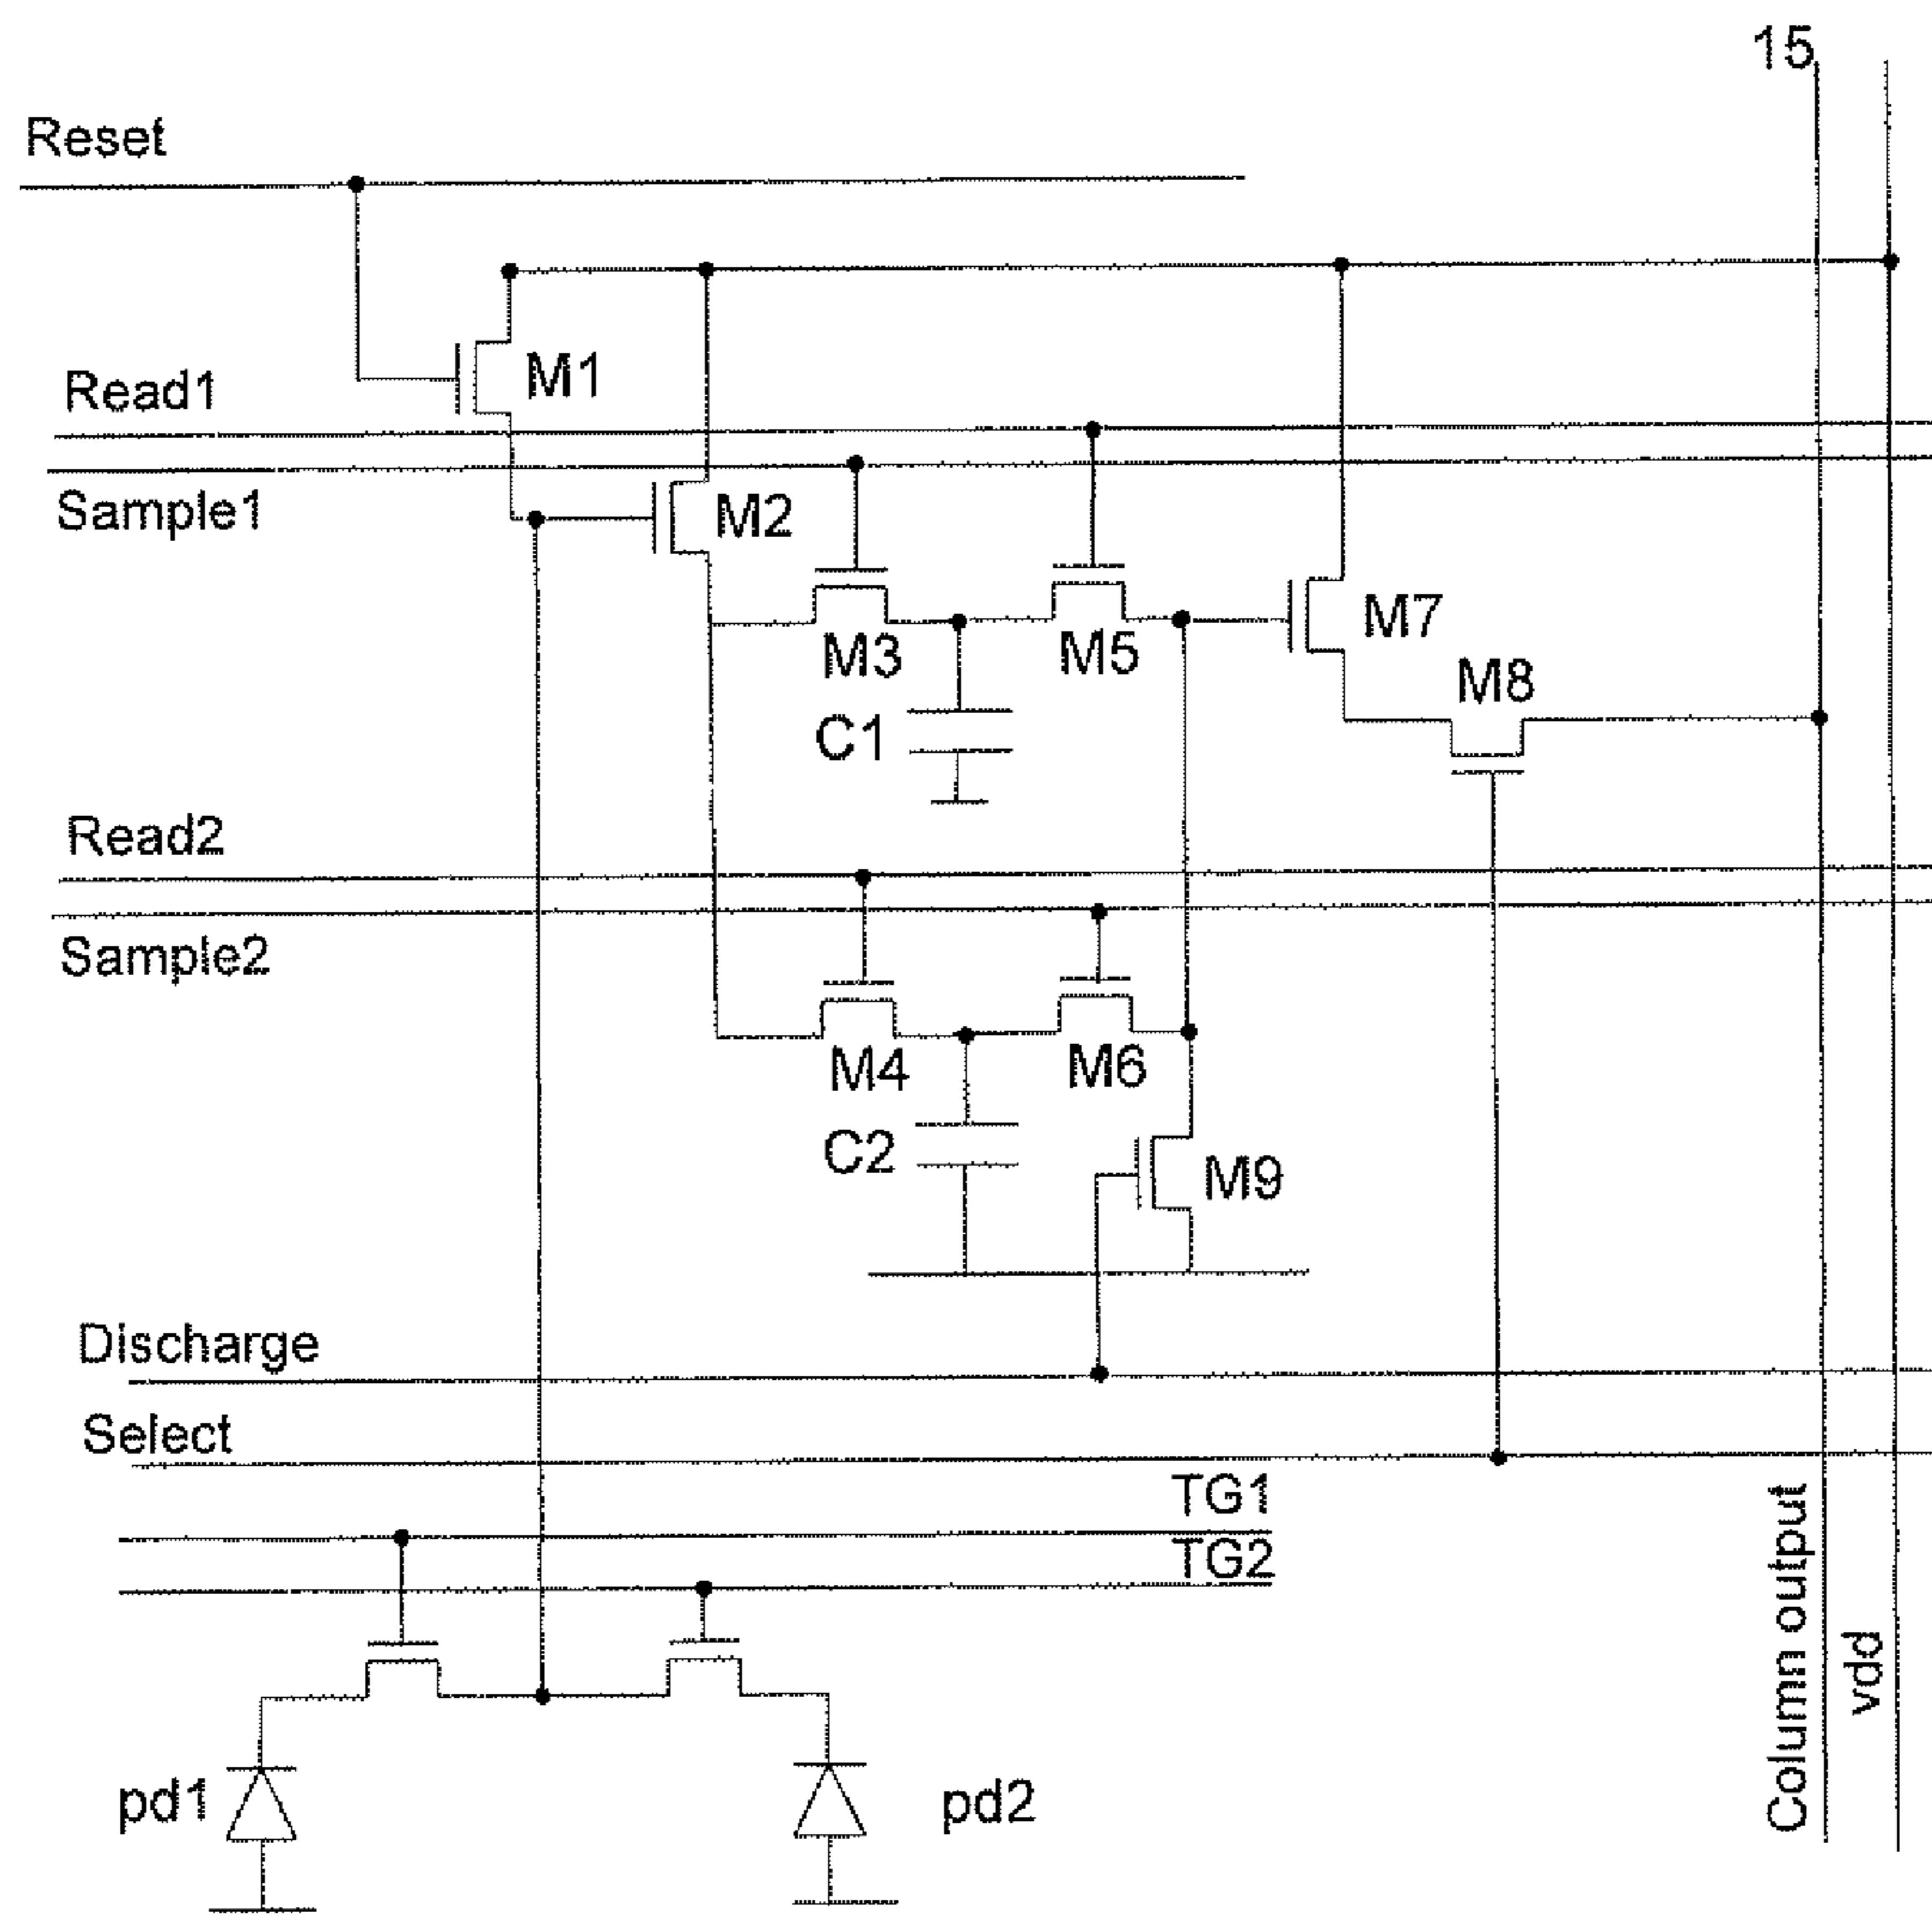 15
Reset
M1
Read1
Sample1
M2
M3
M5
M7
M8
C1
Read2
Sample2
M4
M6
C2
M9
Discharge
Select
TG1
TG2
Column output
vdd
pd1
pd2